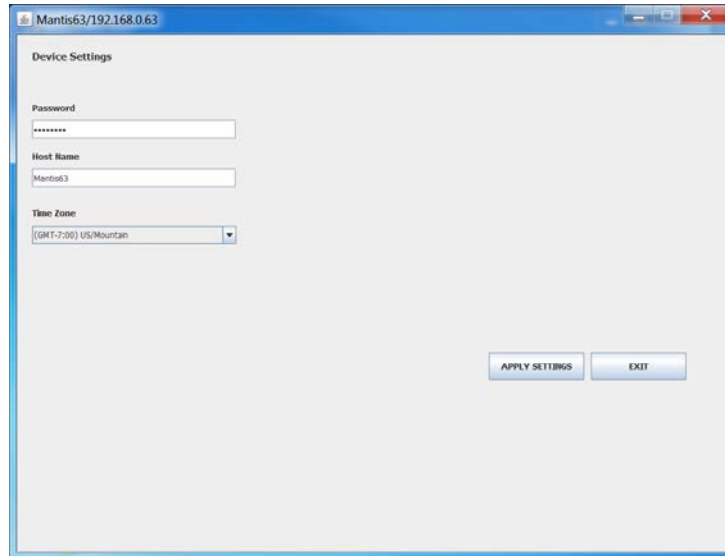 Mantis63/192.168.0.63
Device Settings
Password
••••••••
Host Name
Mantis63
Time Zone
(GMT-7:00) US/Mountain
APPLY SETTINGS
EXIT